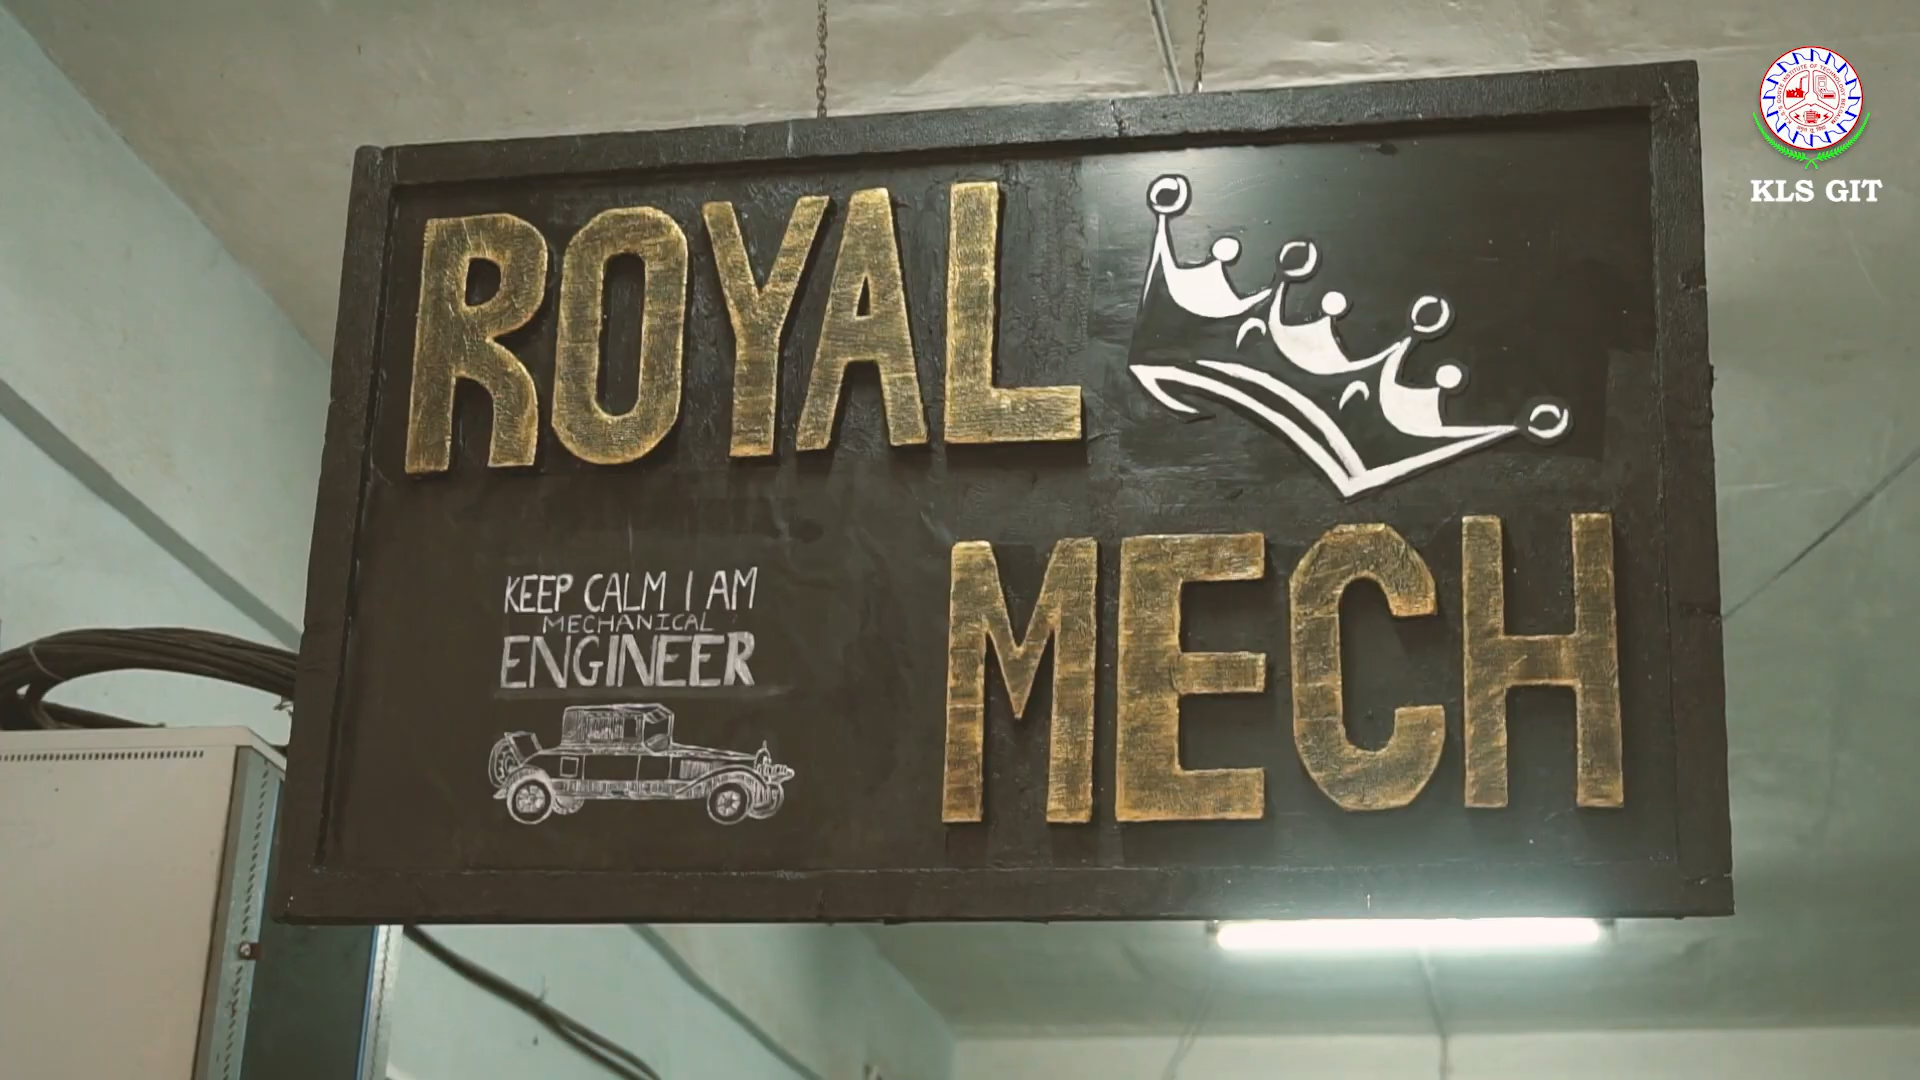 ROYAL
MECH
KEEP CALM I AM
MECHANICAL
ENGINEER
KLS GIT